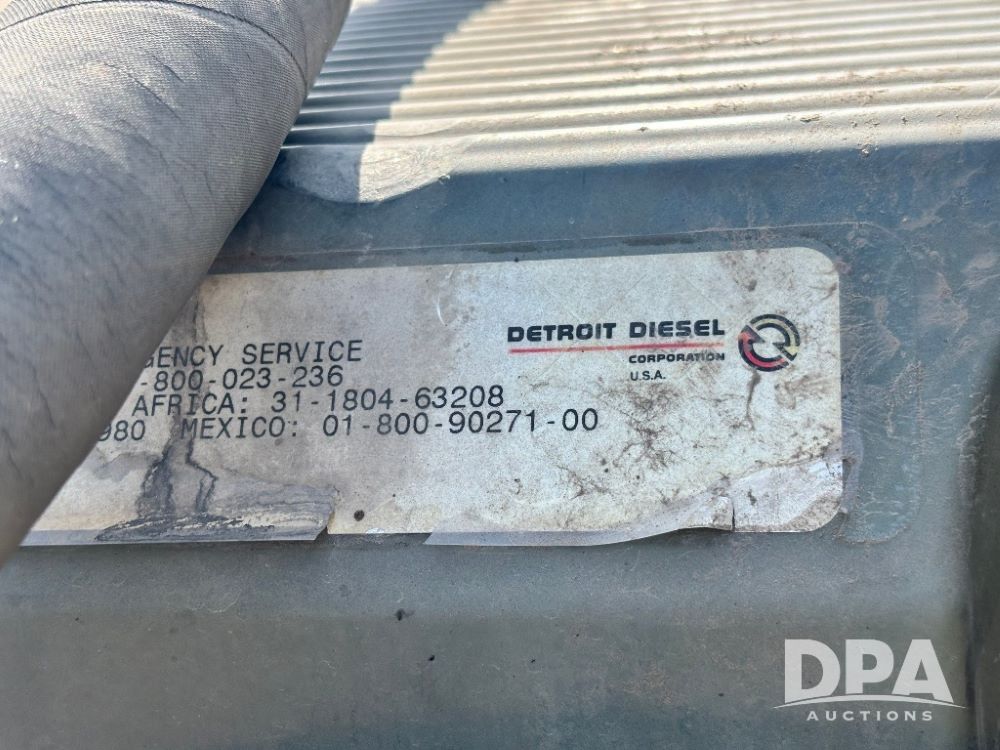 GENCY SERVICE
-800-023-236
AFRICA: 31-1804-63208
980 MEXICO: 01-800-90271-00
DETROIT DIESEL
CORPORATION
U.S.A.
DPA
AUCTIONS